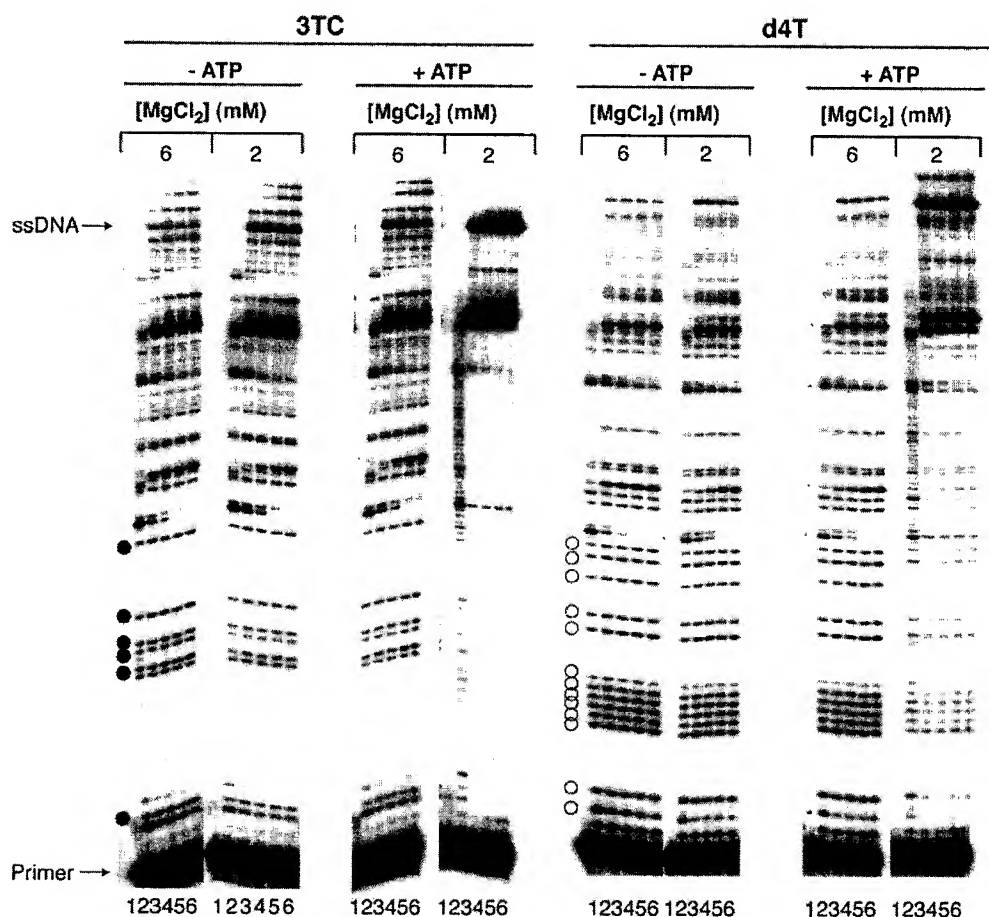 3TC d4T
- ATP + ATP - ATP + ATP
[MgCl₂] (mM) [MgCl₂] (mM) [MgCl₂] (mM) [MgCl₂] (mM)
6 2 6 2 6 2 6 2
ssDNA
Primer
123456 123456 123456 123456 123456 123456 123456 123456